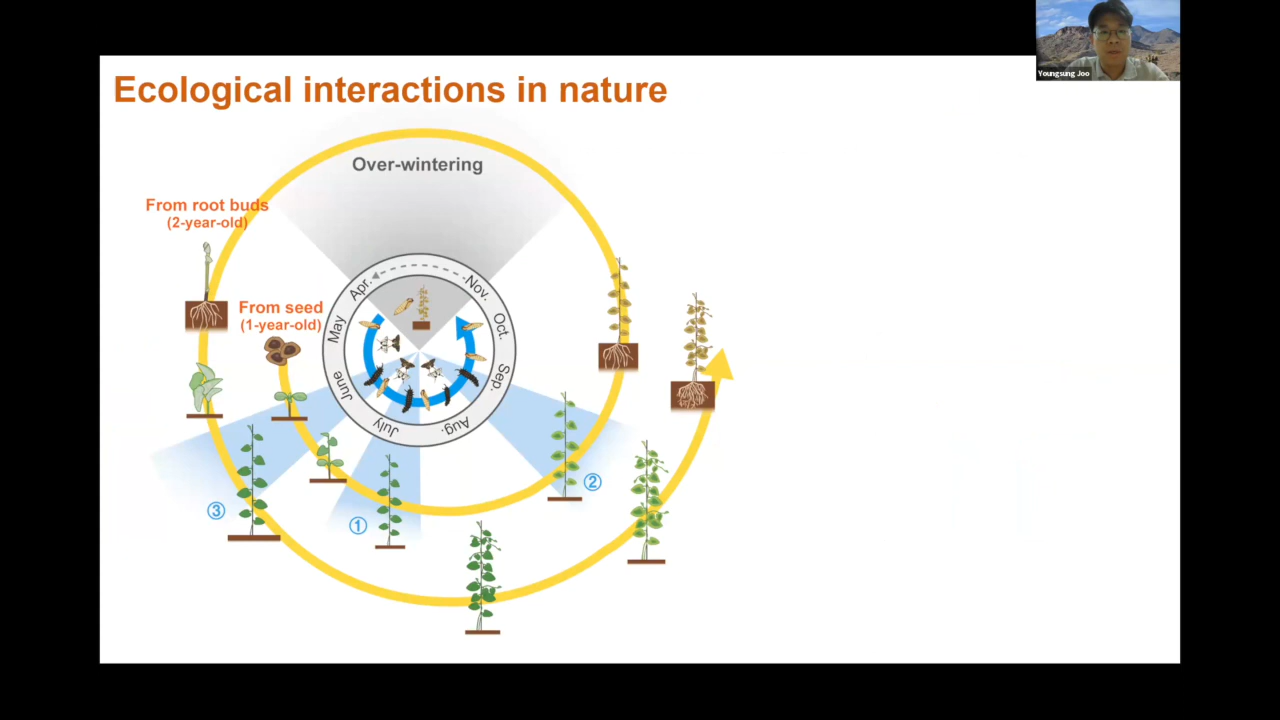 Youngsung Joo
Ecological interactions in nature
Over-wintering
From root buds
(2-year-old)
From seed
(1-year-old)
Apr.
May
June
July
Aug.
Sep.
Oct.
Nov.
③
①
②